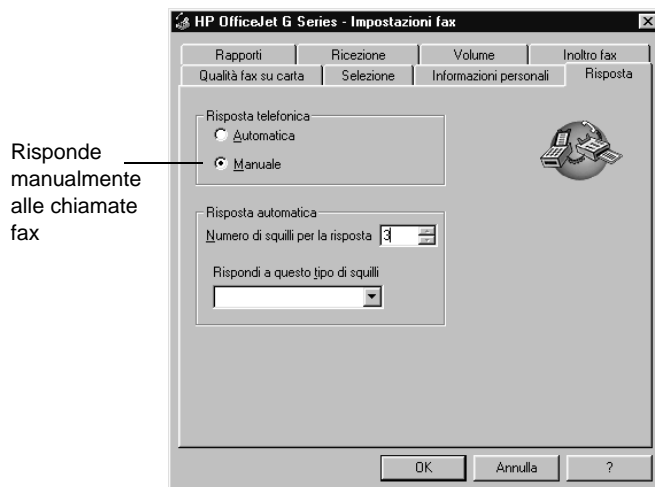 HP OfficeJet G Series - Impostazioni fax
Rapporti
Ricezione
Volume
Inoltro fax
Qualità fax su carta
Selezione
Informazioni personali
Risposta
Risposta telefonica
Automatica
Manuale
Risponde
manualmente
alle chiamate
fax
Risposta automatica
Numero di squilli per la risposta 3
Rispondi a questo tipo di squilli
OK
Annulla
?